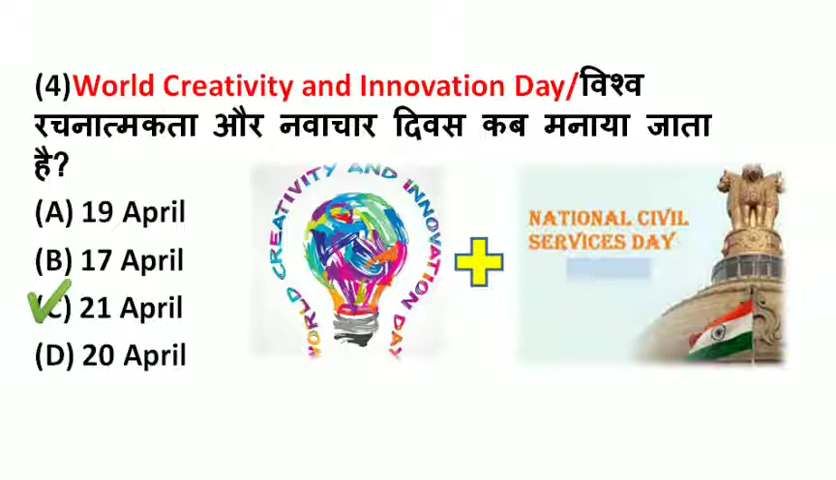 (4)World Creativity and Innovation Day/विश्व
रचनात्मकता और नवाचार दिवस कब मनाया जाता
है?
(A) 19 April
(B) 17 April
(C) 21 April
(D) 20 April
WORLD CREATIVITY AND INNOVATION DAY
NATIONAL CIVIL
SERVICES DAY